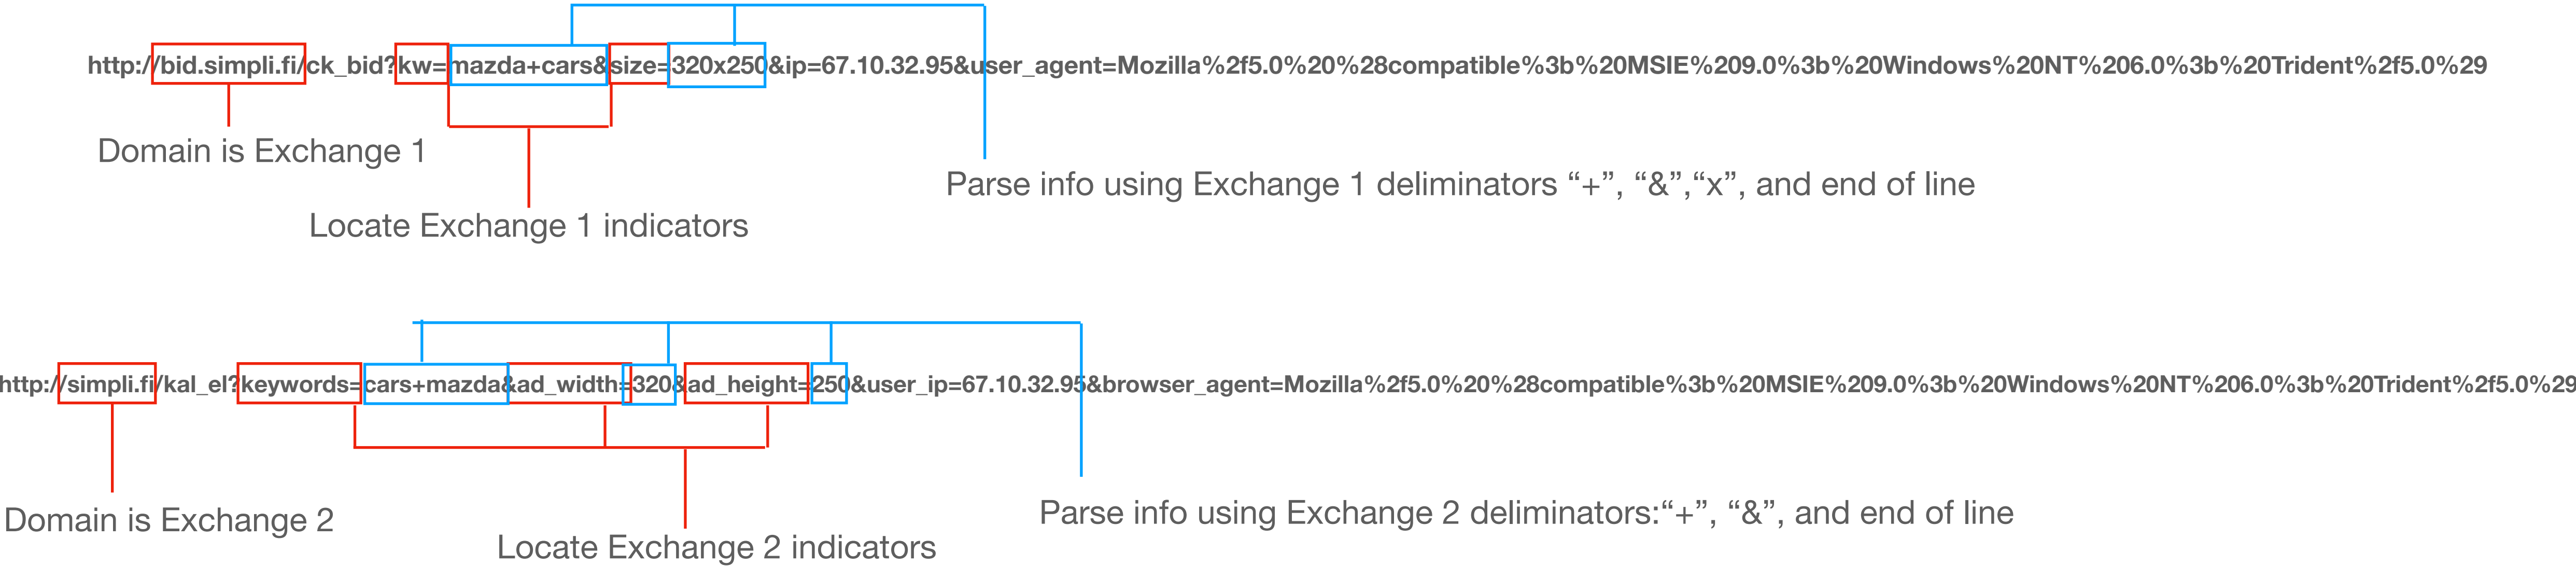 http://bid.simpli.fi/ck_bid?kw=mazda+cars&size=320x250&ip=67.10.32.95&user_agent=Mozilla%2f5.0%20%28compatible%3b%20MSIE%209.0%3b%20Windows%20NT%206.0%3b%20Trident%2f5.0%29
Domain is Exchange 1
Parse info using Exchange 1 deliminators “+”, “&”,“x”, and end of line
Locate Exchange 1 indicators
http://simpli.fi/kal_el?keywords=cars+mazda&ad_width=320&ad_height=250&user_ip=67.10.32.95&browser_agent=Mozilla%2f5.0%20%28compatible%3b%20MSIE%209.0%3b%20Windows%20NT%206.0%3b%20Trident%2f5.0%29
Domain is Exchange 2
Parse info using Exchange 2 deliminators:“+”, “&”, and end of line
Locate Exchange 2 indicators